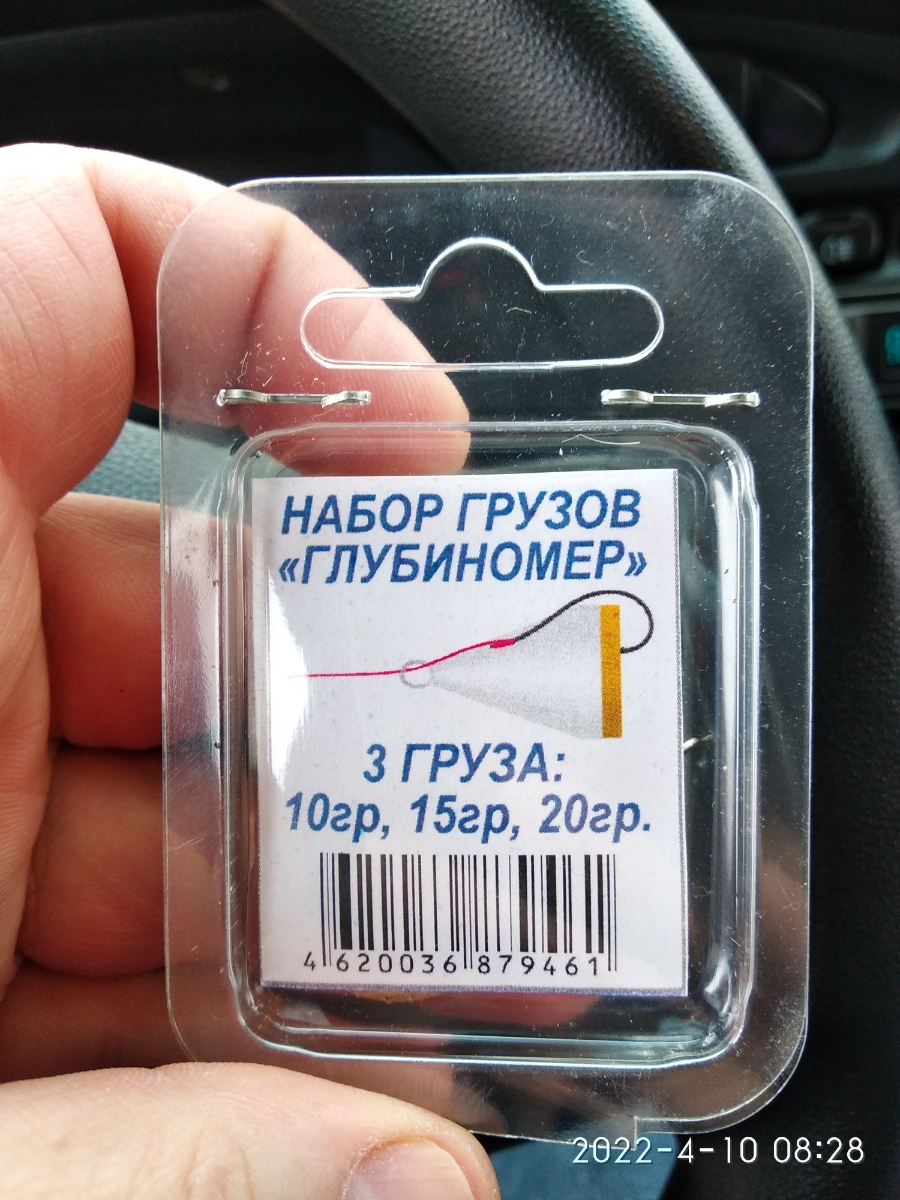 НАБОР ГРУЗОВ
«ГЛУБИНОМЕР»
3 ГРУЗА:
10гр, 15гр, 20гр.
4 620036 879461
2022-4-10 08:28